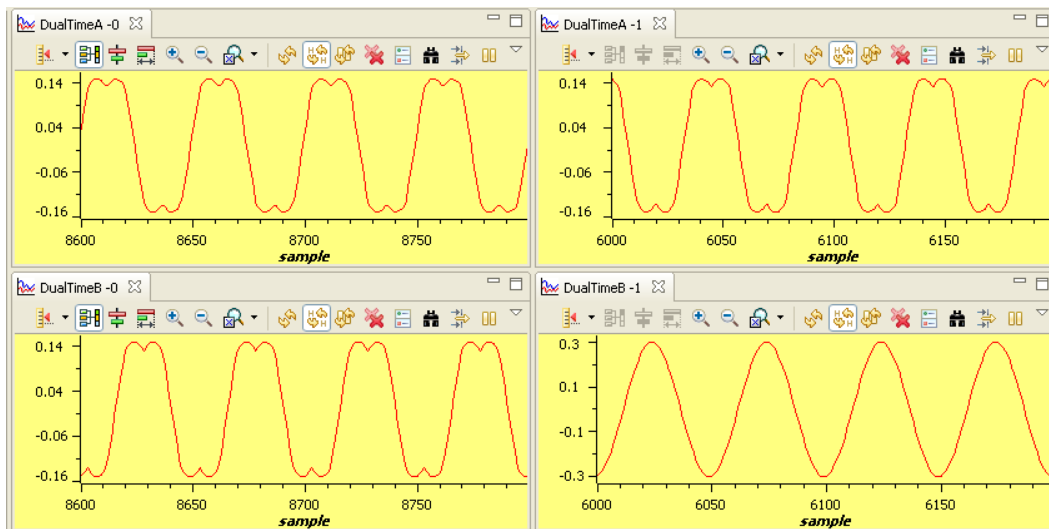 DualTimeA -0
0.14
0.04
-0.06
-0.16
8600 8650 8700 8750
sample
DualTimeA -1
0.14
0.04
-0.06
-0.16
6000 6050 6100 6150
sample
DualTimeB -0
0.14
0.04
-0.06
-0.16
8600 8650 8700 8750
sample
DualTimeB -1
0.3
0.1
-0.1
-0.3
6000 6050 6100 6150
sample